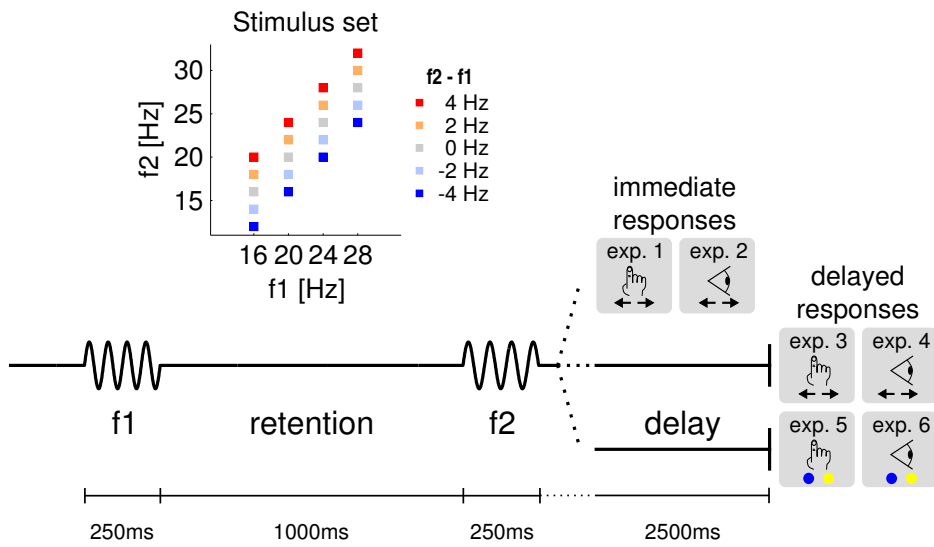 Stimulus set
f2 [Hz]
30
25
20
15
16 20 24 28
f1 [Hz]
f2 - f1
4 Hz
2 Hz
0 Hz
-2 Hz
-4 Hz
immediate
responses
exp. 1
exp. 2
delayed
responses
exp. 3
exp. 4
exp. 5
exp. 6
f1
retention
f2
delay
250ms
1000ms
250ms
2500ms